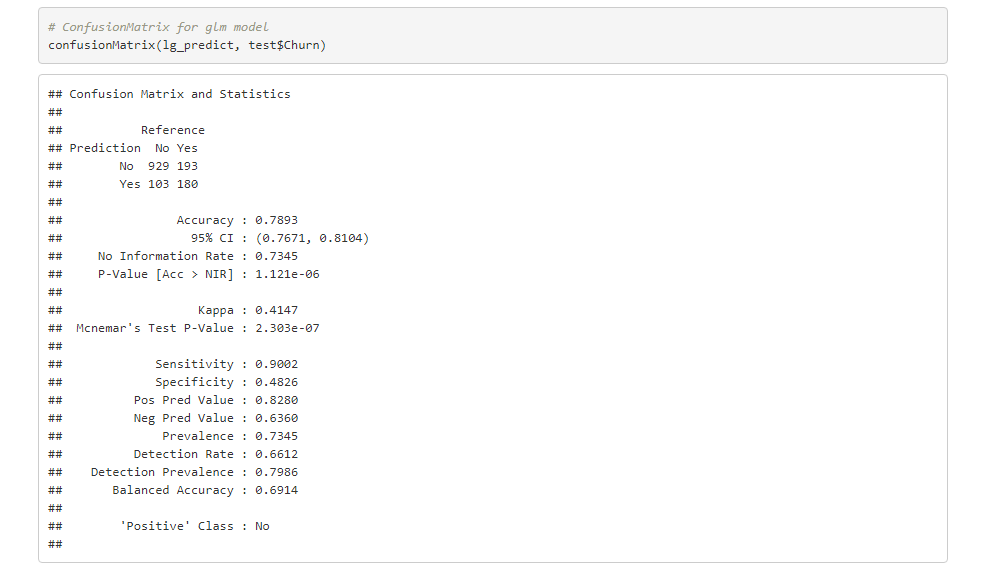 # ConfusionMatrix for glm model
confusionMatrix(lg_predict, test$Churn)
## Confusion Matrix and Statistics
##
##           Reference
## Prediction  No Yes
##        No  929 193
##        Yes 103 180
##
##                Accuracy : 0.7893
##                  95% CI : (0.7671, 0.8104)
##     No Information Rate : 0.7345
##     P-Value [Acc > NIR] : 1.121e-06
##
##                   Kappa : 0.4147
##  Mcnemar's Test P-Value : 2.303e-07
##
##             Sensitivity : 0.9002
##             Specificity : 0.4826
##          Pos Pred Value : 0.8280
##          Neg Pred Value : 0.6360
##              Prevalence : 0.7345
##          Detection Rate : 0.6612
##    Detection Prevalence : 0.7986
##       Balanced Accuracy : 0.6914
##
##        'Positive' Class : No
##